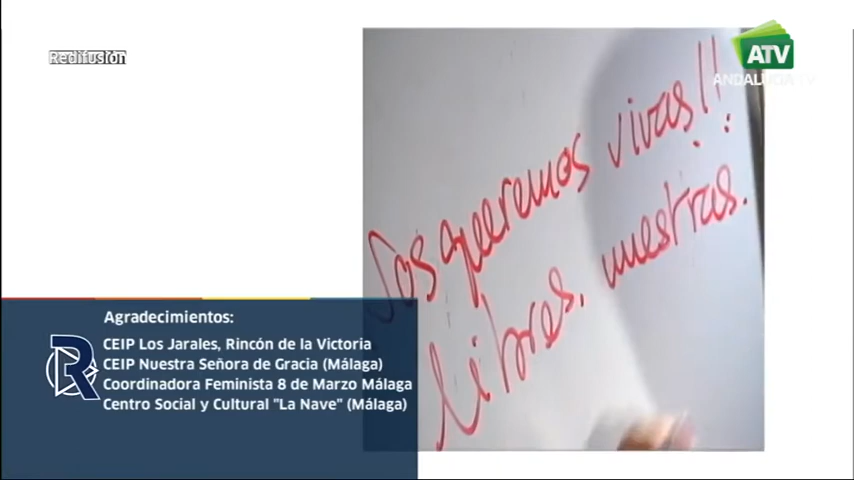 Redifusión
ATV
ANDALUCÍA TV
Nos queremos vivas!!
libres, nuestras.
Agradecimientos:
CEIP Los Jarales, Rincón de la Victoria
CEIP Nuestra Señora de Gracia (Málaga)
Coordinadora Feminista 8 de Marzo Málaga
Centro Social y Cultural "La Nave" (Málaga)
R